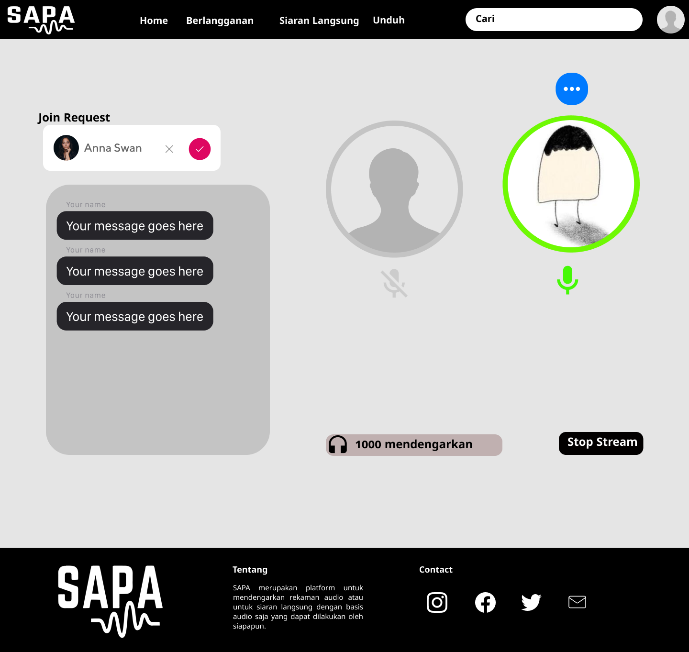 SAPA
Home
Berlangganan
Siaran Langsung
Unduh
Cari
Join Request
Anna Swan
Your name
Your message goes here
Your name
Your message goes here
Your name
Your message goes here
1000 mendengarkan
Stop Stream
SAPA
Tentang
SAPA merupakan platform untuk
mendengarkan rekaman audio atau
untuk siaran langsung dengan basis
audio saja yang dapat dilakukan oleh
siapapun.
Contact